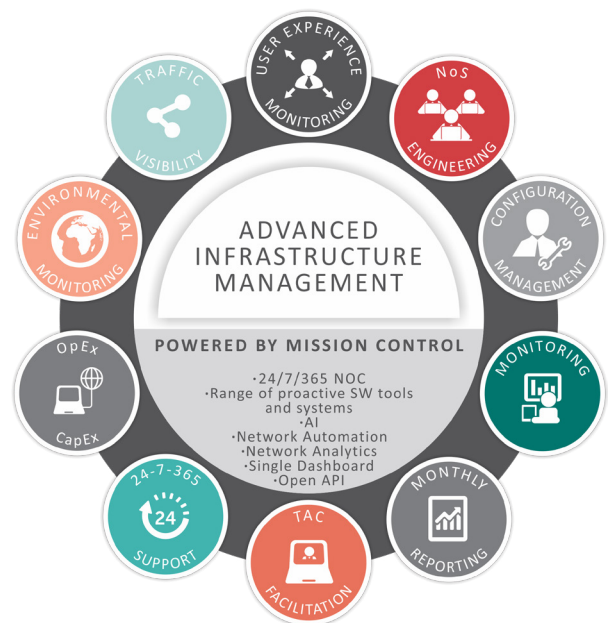 USER EXPERIENCE
MONITORING
NoS
ENGINEERING
CONFIGURATION
MANAGEMENT
MONITORING
MONTHLY
REPORTING
TAC
FACILITATION
24-7-365
24
SUPPORT
OpEx
CapEx
ENVIRONMENTAL
MONITORING
TRAFFIC
VISIBILITY
ADVANCED
INFRASTRUCTURE
MANAGEMENT
POWERED BY MISSION CONTROL
·24/7/365 NOC
·Range of proactive SW tools
and systems
·AI
·Network Automation
·Network Analytics
·Single Dashboard
·Open API